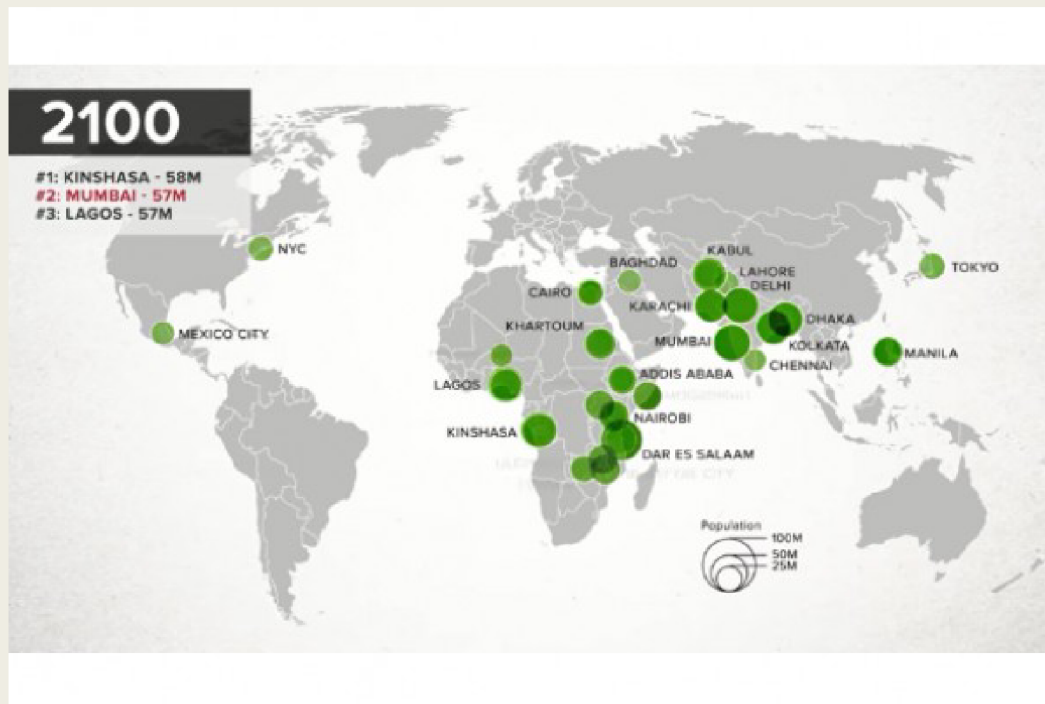 2100
#1: KINSHASA - 58M
#2: MUMBAI - 57M
#3: LAGOS - 57M
NYC
MEXICO CITY
KABUL
BAGHDAD
LAHORE
TOKYO
DELHI
CAIRO
KARACHI
KHARTOUM
DHAKA
MUMBAI
KOLKATA
MANILA
CHENNAI
ADDIS ABABA
LAGOS
NAIROBI
KINSHASA
DAR ES SALAAM
Population
100M
50M
25M